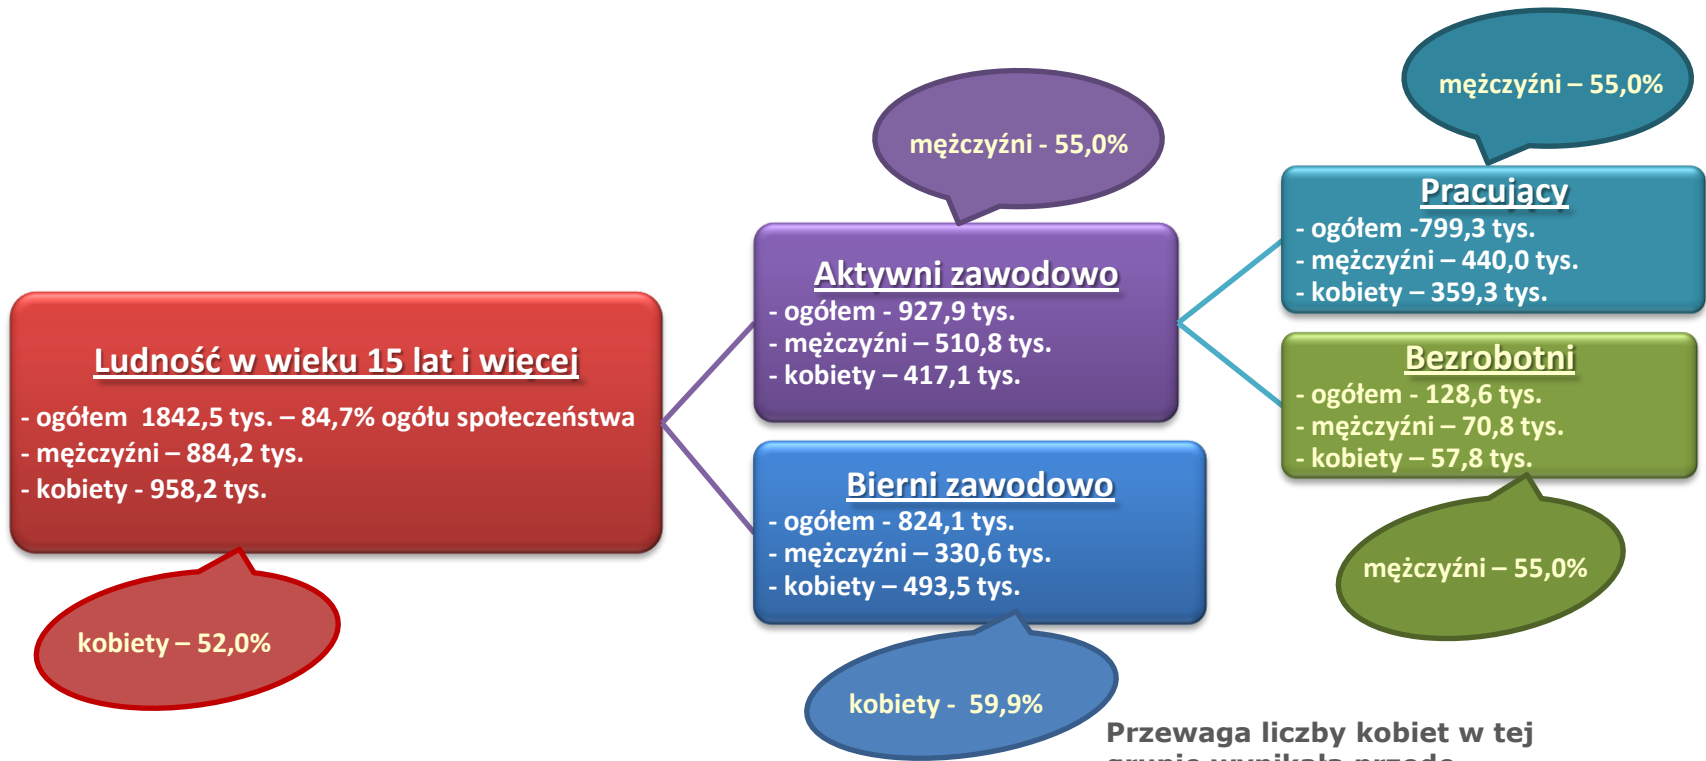 mężczyźni – 55,0%
mężczyźni - 55,0%
Pracujący
- ogółem -799,3 tys.
- mężczyźni – 440,0 tys.
- kobiety – 359,3 tys.
Aktywni zawodowo
- ogółem - 927,9 tys.
- mężczyźni – 510,8 tys.
- kobiety – 417,1 tys.
Ludność w wieku 15 lat i więcej
- ogółem 1842,5 tys. – 84,7% ogółu społeczeństwa
- mężczyźni – 884,2 tys.
- kobiety - 958,2 tys.
Bezrobotni
- ogółem - 128,6 tys.
- mężczyźni – 70,8 tys.
- kobiety – 57,8 tys.
Bierni zawodowo
- ogółem - 824,1 tys.
- mężczyźni – 330,6 tys.
- kobiety – 493,5 tys.
mężczyźni – 55,0%
kobiety – 52,0%
kobiety - 59,9%
Przewaga liczby kobiet w tej
grupie wynikała przede